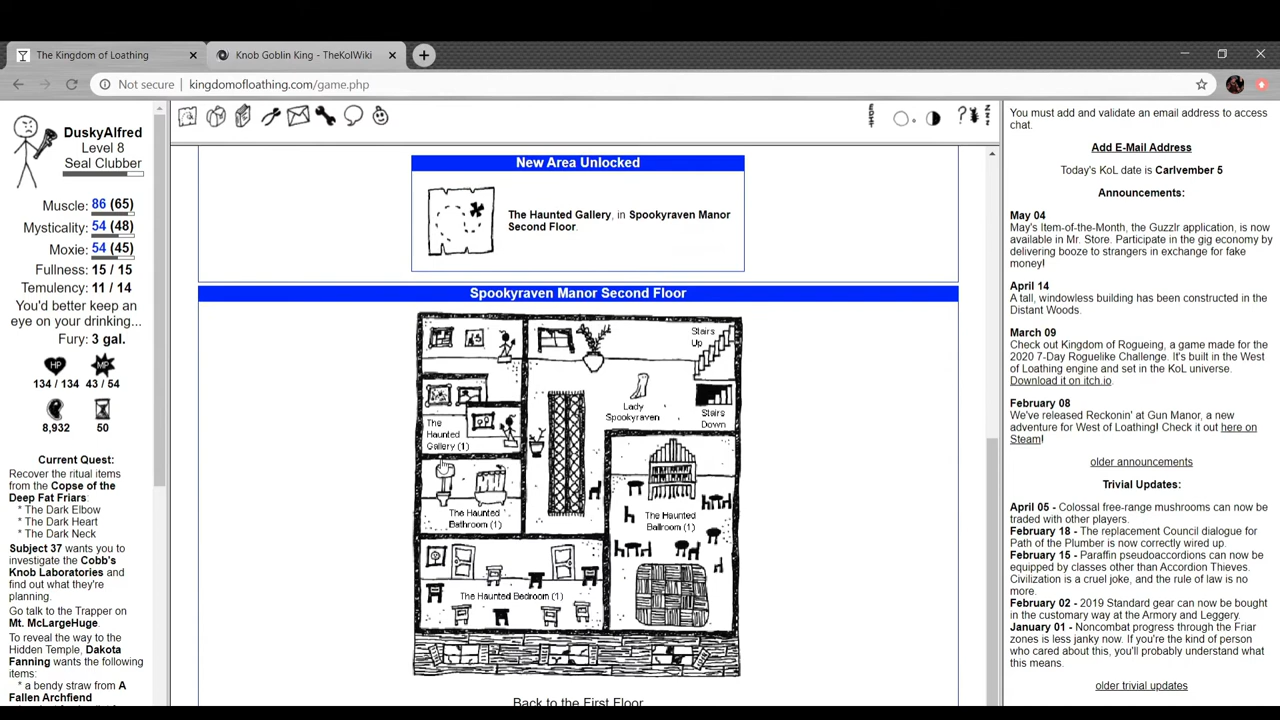 The Kingdom of Loathing
Knob Goblin King - TheKolWiki
Not secure
kingdomofloathing.com/game.php
DuskyAlfred
Level 8
Seal Clubber
Muscle: 86 (65)
Mysticality: 54 (48)
Moxie: 54 (45)
Fullness: 15 / 15
Temulency: 11 / 14
You'd better keep an
eye on your drinking...
Fury: 3 gal.
HP
MP
134 / 134
43 / 54
8,932
50
Current Quest:
Recover the ritual items
from the Copse of the
Deep Fat Friars:
* The Dark Elbow
* The Dark Heart
* The Dark Neck
Subject 37 wants you to
investigate the Cobb's
Knob Laboratories and
find out what they're
planning.
Go talk to the Trapper on
Mt. McLargeHuge.
To reveal the way to the
Hidden Temple, Dakota
Fanning wants the following
items:
* a bendy straw from A
Fallen Archfiend
New Area Unlocked
The Haunted Gallery, in Spookyraven Manor
Second Floor.
Spookyraven Manor Second Floor
Stairs
Up
Lady
Spookyraven
Stairs
Down
The
Haunted
Gallery (1)
The Haunted
Bathroom (1)
The Haunted
Ballroom (1)
The Haunted Bedroom (1)
Back to the First Floor
You must add and validate an email address to access
chat.
Add E-Mail Address
Today's KoL date is Carlvember 5
Announcements:
May 04
May's Item-of-the-Month, the Guzzlr application, is now
available in Mr. Store. Participate in the gig economy by
delivering booze to strangers in exchange for fake
money!
April 14
A tall, windowless building has been constructed in the
Distant Woods.
March 09
Check out Kingdom of Rogueing, a game made for the
2020 7-Day Roguelike Challenge. It's built in the West
of Loathing engine and set in the KoL universe.
Download it on itch.io.
February 08
We've released Reckonin' at Gun Manor, a new
adventure for West of Loathing! Check it out here on
Steam!
older announcements
Trivial Updates:
April 05 - Colossal free-range mushrooms can now be
traded with other players.
February 18 - The replacement Council dialogue for
Path of the Plumber is now correctly wired up.
February 15 - Paraffin pseudoaccordions can now be
equipped by classes other than Accordion Thieves.
Civilization is a cruel joke, and the rule of law is no
more.
February 02 - 2019 Standard gear can now be bought
in the customary way at the Armory and Leggery.
January 01 - Noncombat progress through the Friar
zones is less janky now. If you're the kind of person
who cared about this, you'll probably understand what
this means.
older trivial updates